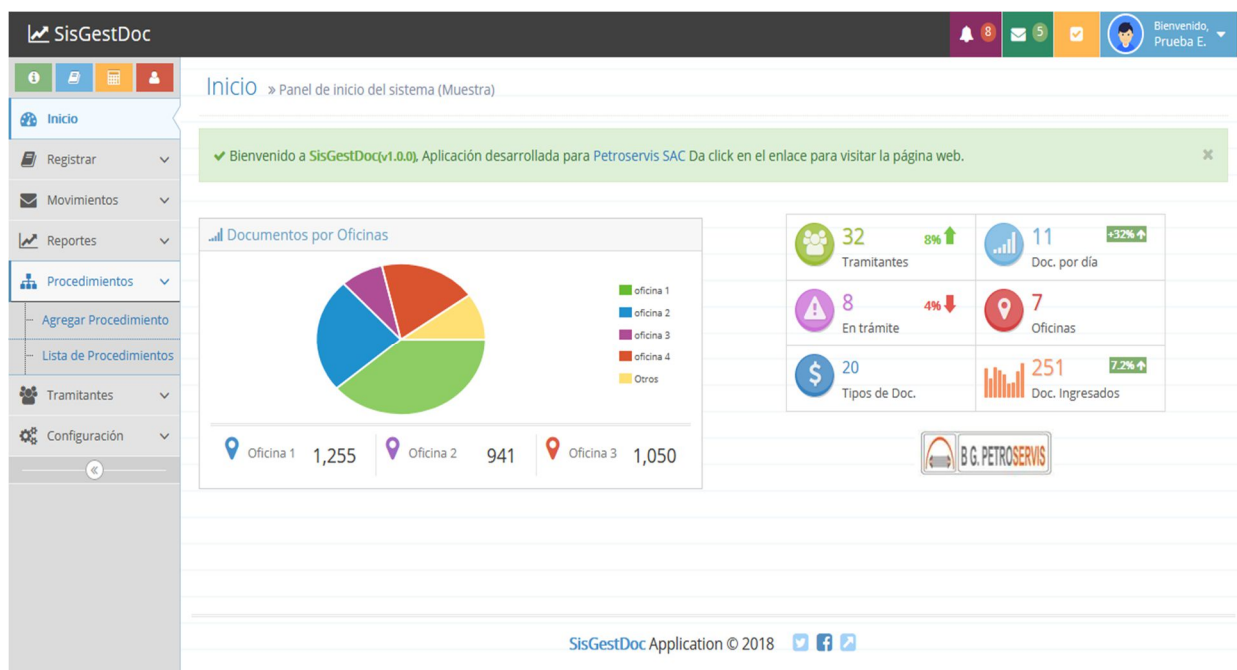 SisGestDoc
8
5
Bienvenido,
Prueba E.
Inicio » Panel de inicio del sistema (Muestra)
Inicio
Registrar
Movimientos
Reportes
Procedimientos
Agregar Procedimiento
Lista de Procedimientos
Tramitantes
Configuración
Bienvenido a SisGestDoc(v1.0.0), Aplicación desarrollada para Petroservis SAC Da click en el enlace para visitar la página web.
Documentos por Oficinas
oficina 1
oficina 2
oficina 3
oficina 4
Otros
Oficina 1 1,255
Oficina 2 941
Oficina 3 1,050
32 8%
Tramitantes
11 +32%
Doc. por día
8 4%
En trámite
7
Oficinas
20
Tipos de Doc.
251 7.2%
Doc. Ingresados
B G. PETROSERVIS
SisGestDoc Application © 2018